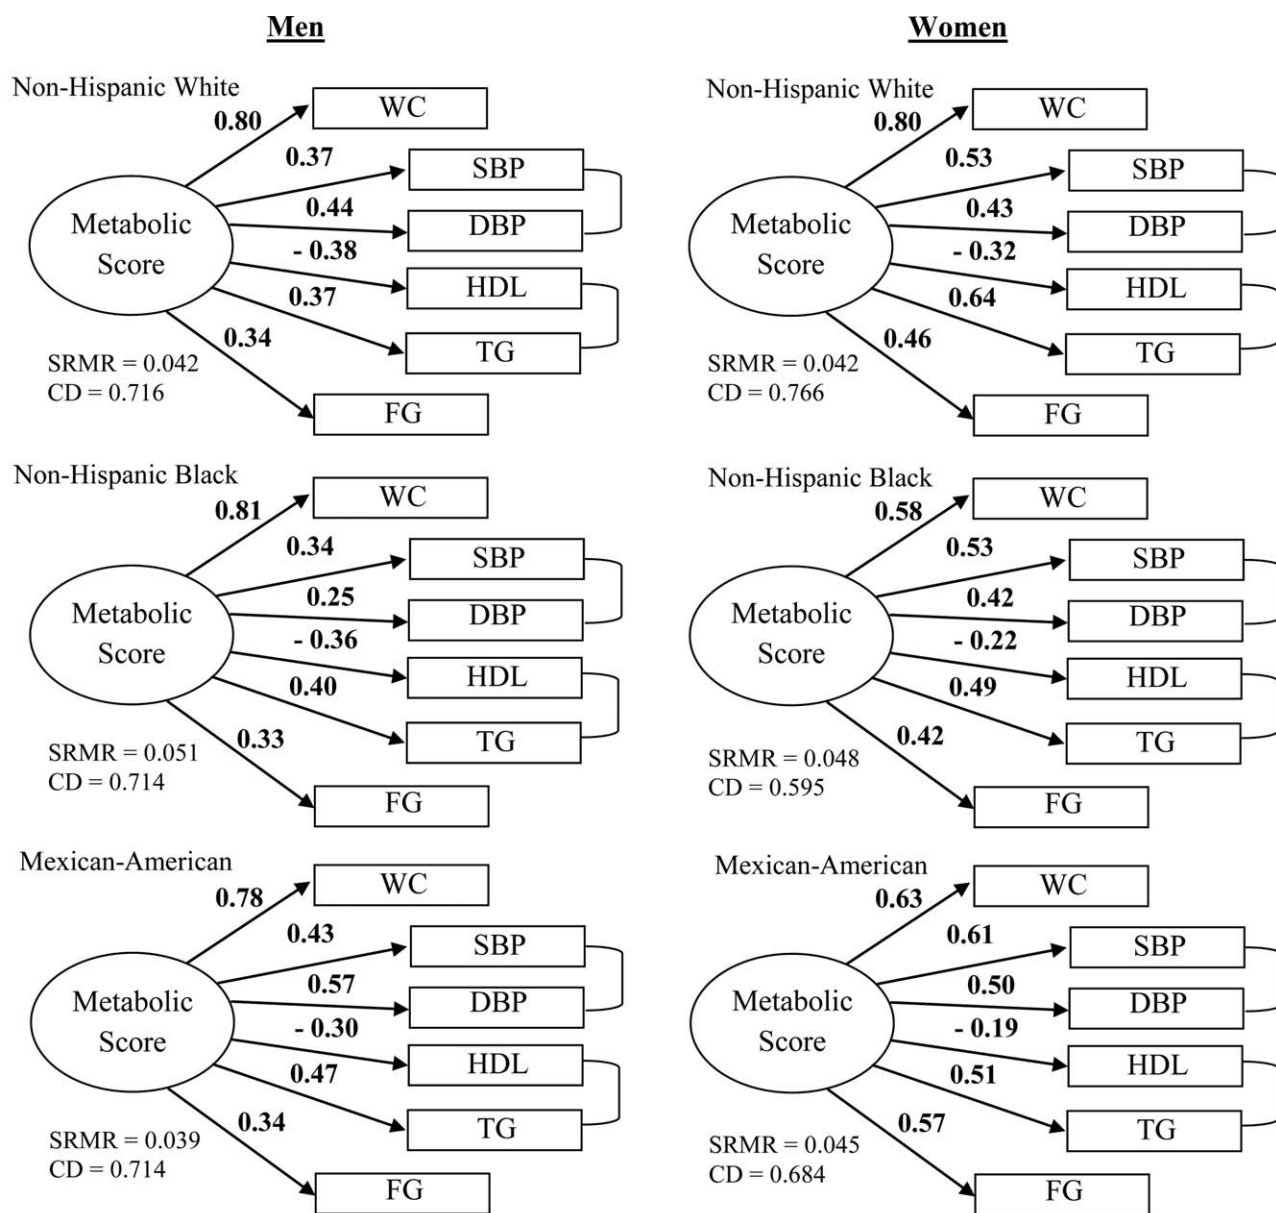 Men
Non-Hispanic White
0.80
WC
0.37
SBP
0.44
DBP
- 0.38
HDL
0.37
TG
0.34
FG
Metabolic
Score
SRMR = 0.042
CD = 0.716
Non-Hispanic Black
0.81
WC
0.34
SBP
0.25
DBP
- 0.36
HDL
0.40
TG
0.33
FG
Metabolic
Score
SRMR = 0.051
CD = 0.714
Mexican-American
0.78
WC
0.43
SBP
0.57
DBP
- 0.30
HDL
0.47
TG
0.34
FG
Metabolic
Score
SRMR = 0.039
CD = 0.714
Women
Non-Hispanic White
0.80
WC
0.53
SBP
0.43
DBP
- 0.32
HDL
0.64
TG
0.46
FG
Metabolic
Score
SRMR = 0.042
CD = 0.766
Non-Hispanic Black
0.58
WC
0.53
SBP
0.42
DBP
- 0.22
HDL
0.49
TG
0.42
FG
Metabolic
Score
SRMR = 0.048
CD = 0.595
Mexican-American
0.63
WC
0.61
SBP
0.50
DBP
- 0.19
HDL
0.51
TG
0.57
FG
Metabolic
Score
SRMR = 0.045
CD = 0.684